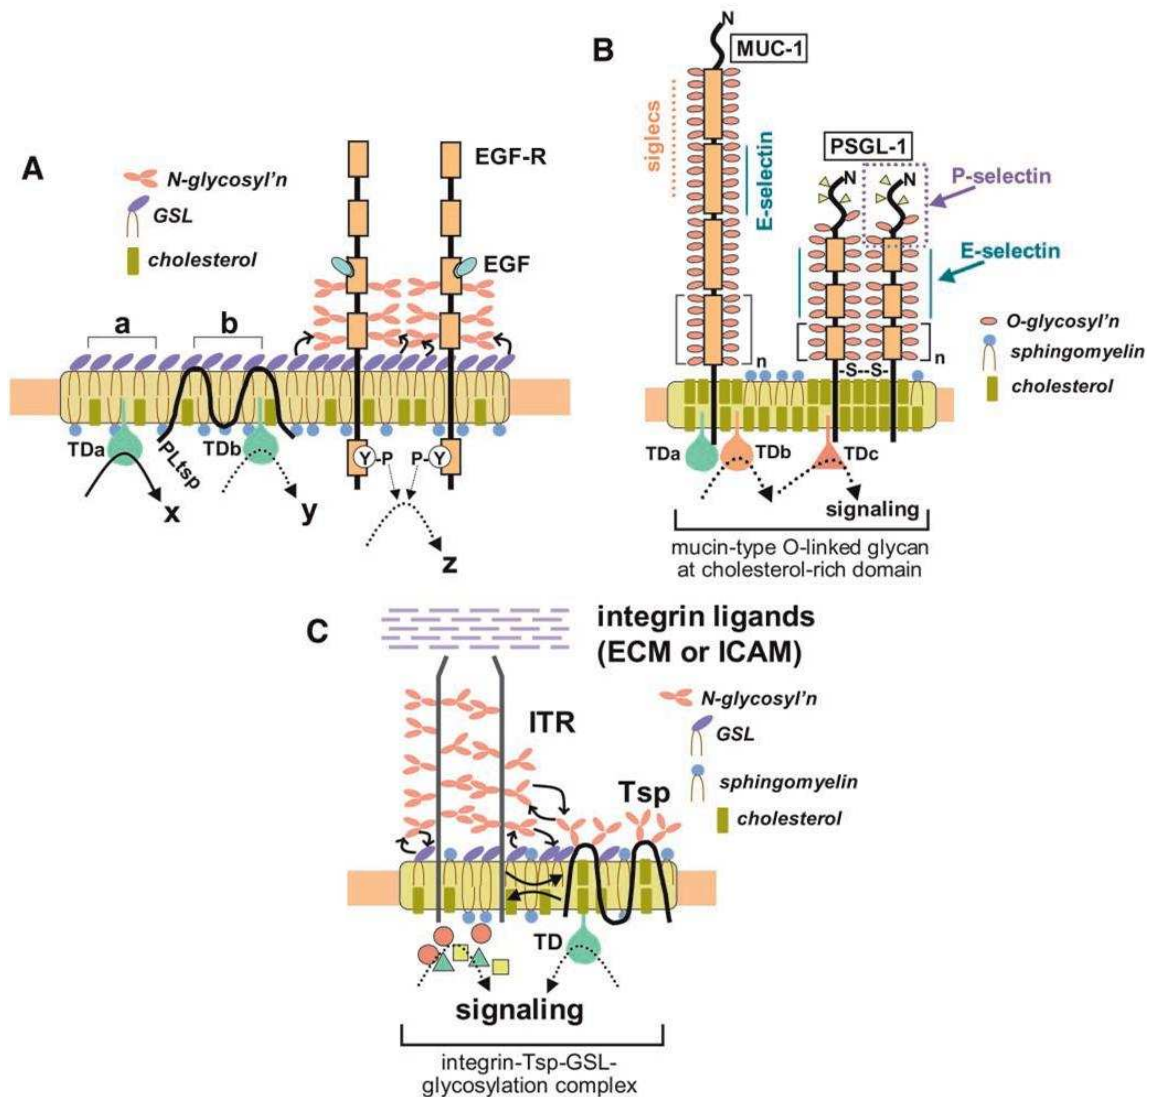 A
N-glycosyl'n
GSL
cholesterol
EGF-R
EGF
a
b
TDa
PLtsp
TDb
x
y
Y-P
P-Y
z
B
N
MUC-1
siglecs
E-selectin
n
PSGL-1
N
N
P-selectin
E-selectin
-S--S-
n
O-glycosyl'n
sphingomyelin
cholesterol
TDa
TDb
TDc
signaling
mucin-type O-linked glycan
at cholesterol-rich domain
C
integrin ligands
(ECM or ICAM)
ITR
Tsp
N-glycosyl'n
GSL
sphingomyelin
cholesterol
TD
signaling
integrin-Tsp-GSL-
glycosylation complex